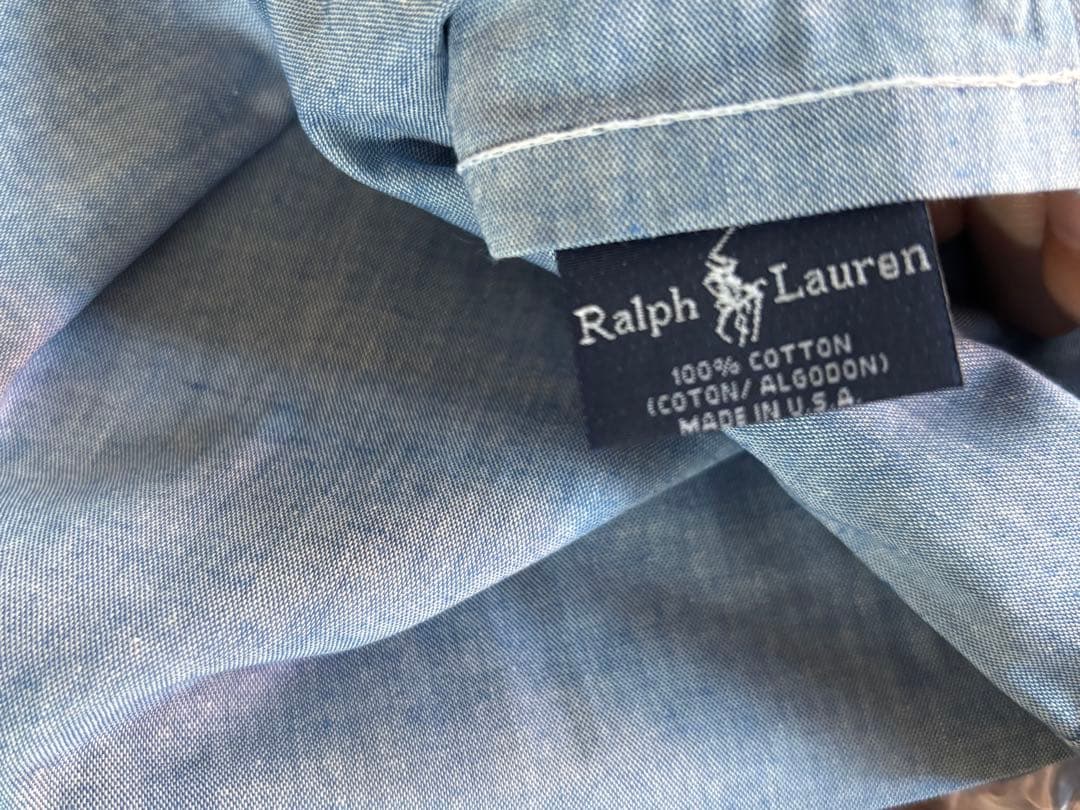 Ralph Lauren
100% COTTON
(COTON/ ALGODON)
MADE IN U.S.A.